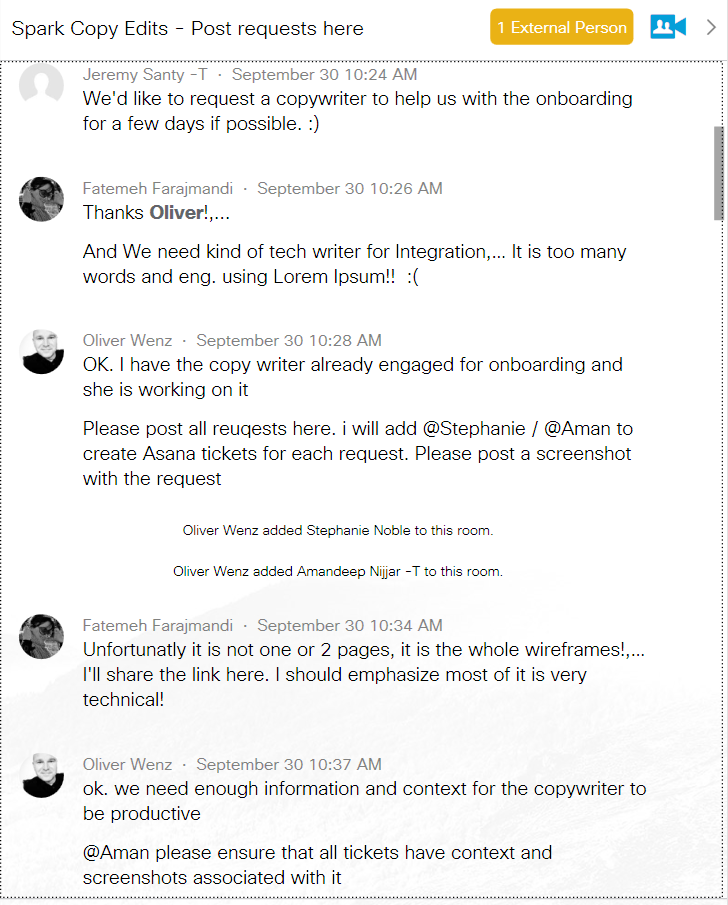 Spark Copy Edits - Post requests here
1 External Person
Jeremy Santy -T · September 30 10:24 AM
We'd like to request a copywriter to help us with the onboarding
for a few days if possible. :)
Fatemeh Farajmandi · September 30 10:26 AM
Thanks Oliver!,...
And We need kind of tech writer for Integration,... It is too many
words and eng. using Lorem Ipsum!! :(
Oliver Wenz · September 30 10:28 AM
OK. I have the copy writer already engaged for onboarding and
she is working on it
Please post all reuqests here. i will add @Stephanie / @Aman to
create Asana tickets for each request. Please post a screenshot
with the request
Oliver Wenz added Stephanie Noble to this room.
Oliver Wenz added Amandeep Nijjar -T to this room.
Fatemeh Farajmandi · September 30 10:34 AM
Unfortunatly it is not one or 2 pages, it is the whole wireframes!,...
I'll share the link here. I should emphasize most of it is very
technical!
Oliver Wenz · September 30 10:37 AM
ok. we need enough information and context for the copywriter to
be productive
@Aman please ensure that all tickets have context and
screenshots associated with it